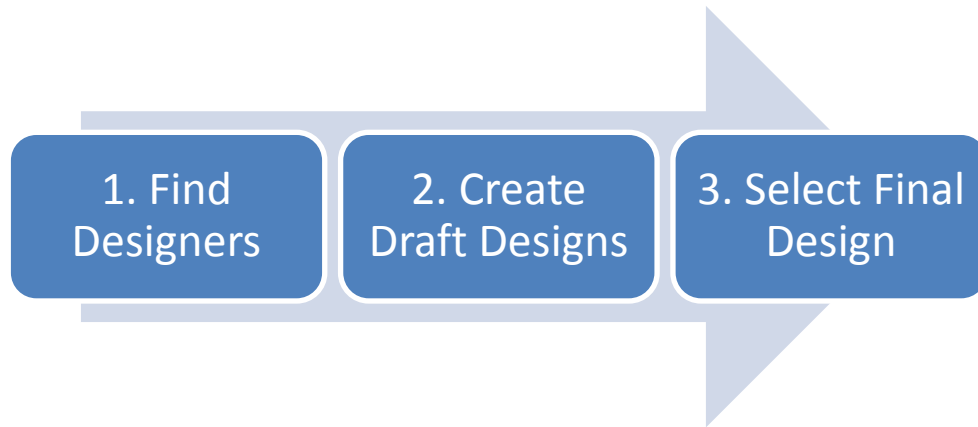 1. Find
Designers
2. Create
Draft Designs
3. Select Final
Design